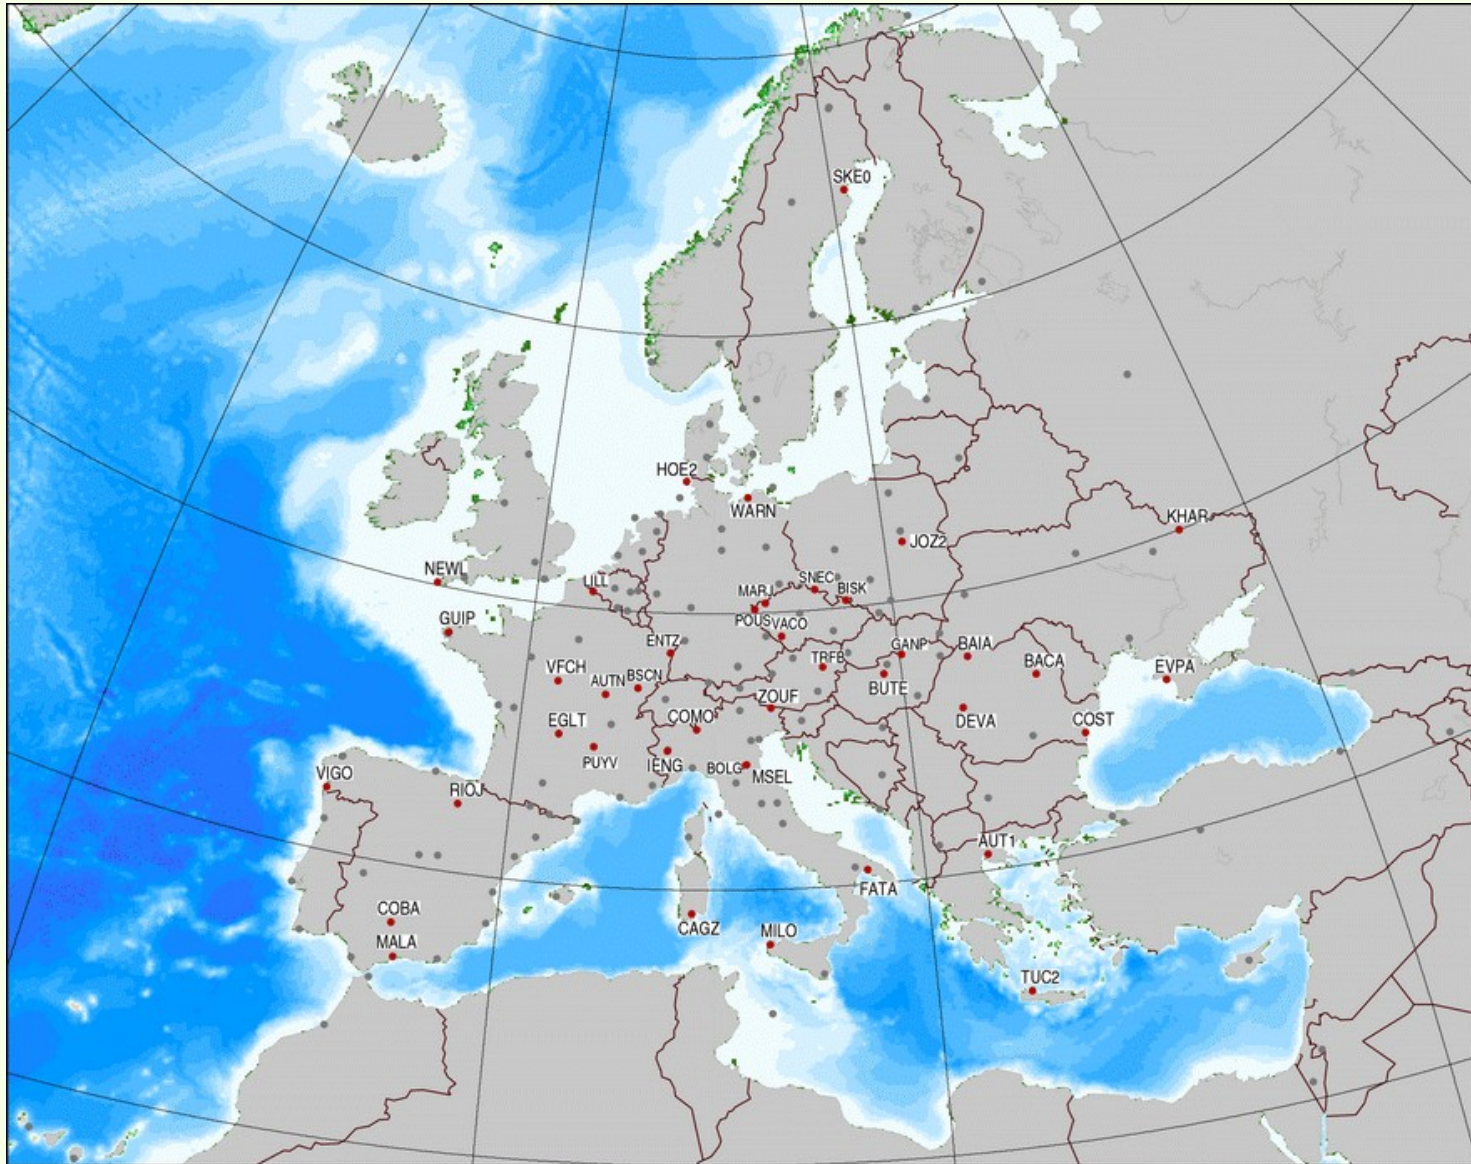 SKE0
HOE2
WARN
KHAR
JOZ2
NEWL
LILL
MARJ
SNEC
BISK
GUIP
POUS
VACO
ENTZ
TRFB
GANP
BAIA
VFCH
AUTN
BSCN
BUTE
BACA
EVPA
ZOUF
EGLT
COMO
DEVA
COST
PUYV
IENG
BOLG
MSEL
VIGO
RIOJ
AUT1
FATA
COBA
CAGZ
MILO
MALA
TUC2